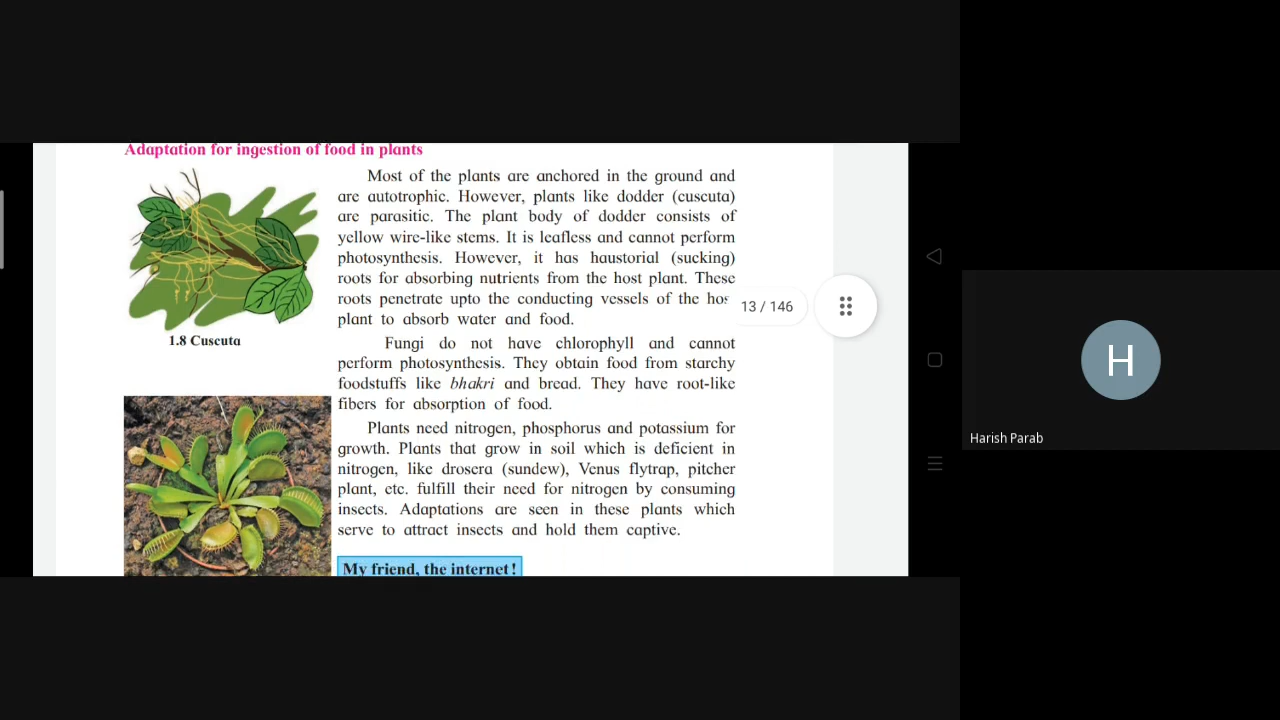 Adaptation for ingestion of food in plants
Most of the plants are anchored in the ground and
are autotrophic. However, plants like dodder (cuscuta)
are parasitic. The plant body of dodder consists of
yellow wire-like stems. It is leafless and cannot perform
photosynthesis. However, it has haustorial (sucking)
roots for absorbing nutrients from the host plant. These
roots penetrate upto the conducting vessels of the
plant to absorb water and food.
1.8 Cuscuta
Fungi do not have chlorophyll and cannot
perform photosynthesis. They obtain food from starchy
foodstuffs like bhakri and bread. They have root-like
fibers for absorption of food.
Plants need nitrogen, phosphorus and potassium for
growth. Plants that grow in soil which is deficient in
nitrogen, like drosera (sundew), Venus flytrap, pitcher
plant, etc. fulfill their need for nitrogen by consuming
insects. Adaptations are seen in these plants which
serve to attract insects and hold them captive.
My friend, the internet!
13 / 146
H
Harish Parab